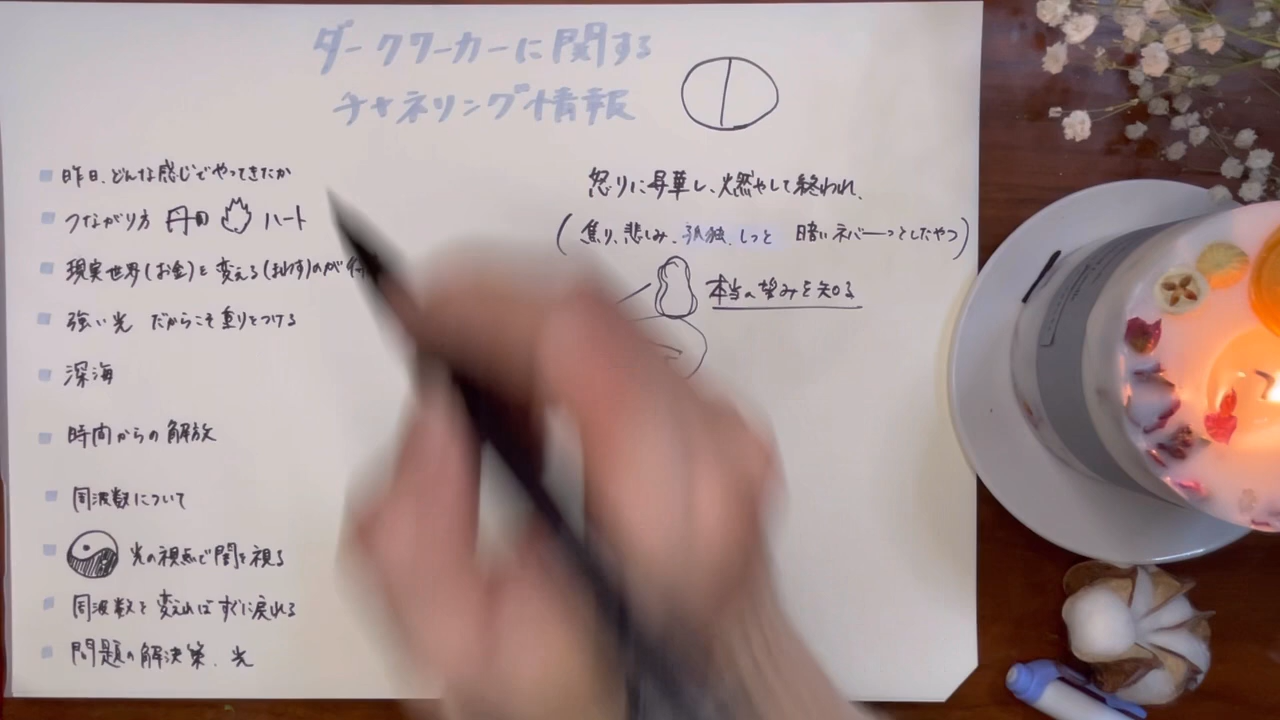 ダークワーカーに関する
チャネリング情報
昨日、どんな感じでやってきたか
つながり方 丹田 ハート
現実世界(お金)を変える(おげす)のが
強い光 だからこそ重りをつける
深海
時間からの解放
周波数について
光の視点で闇を視る
周波数を変えればすぐに戻れる
問題の解決策、光
怒りに昇華し、燃やして終われ、
(焦り、悲しみ、孤独、しっと 暗いネバーっとしたやつ)
本当の望みを知る